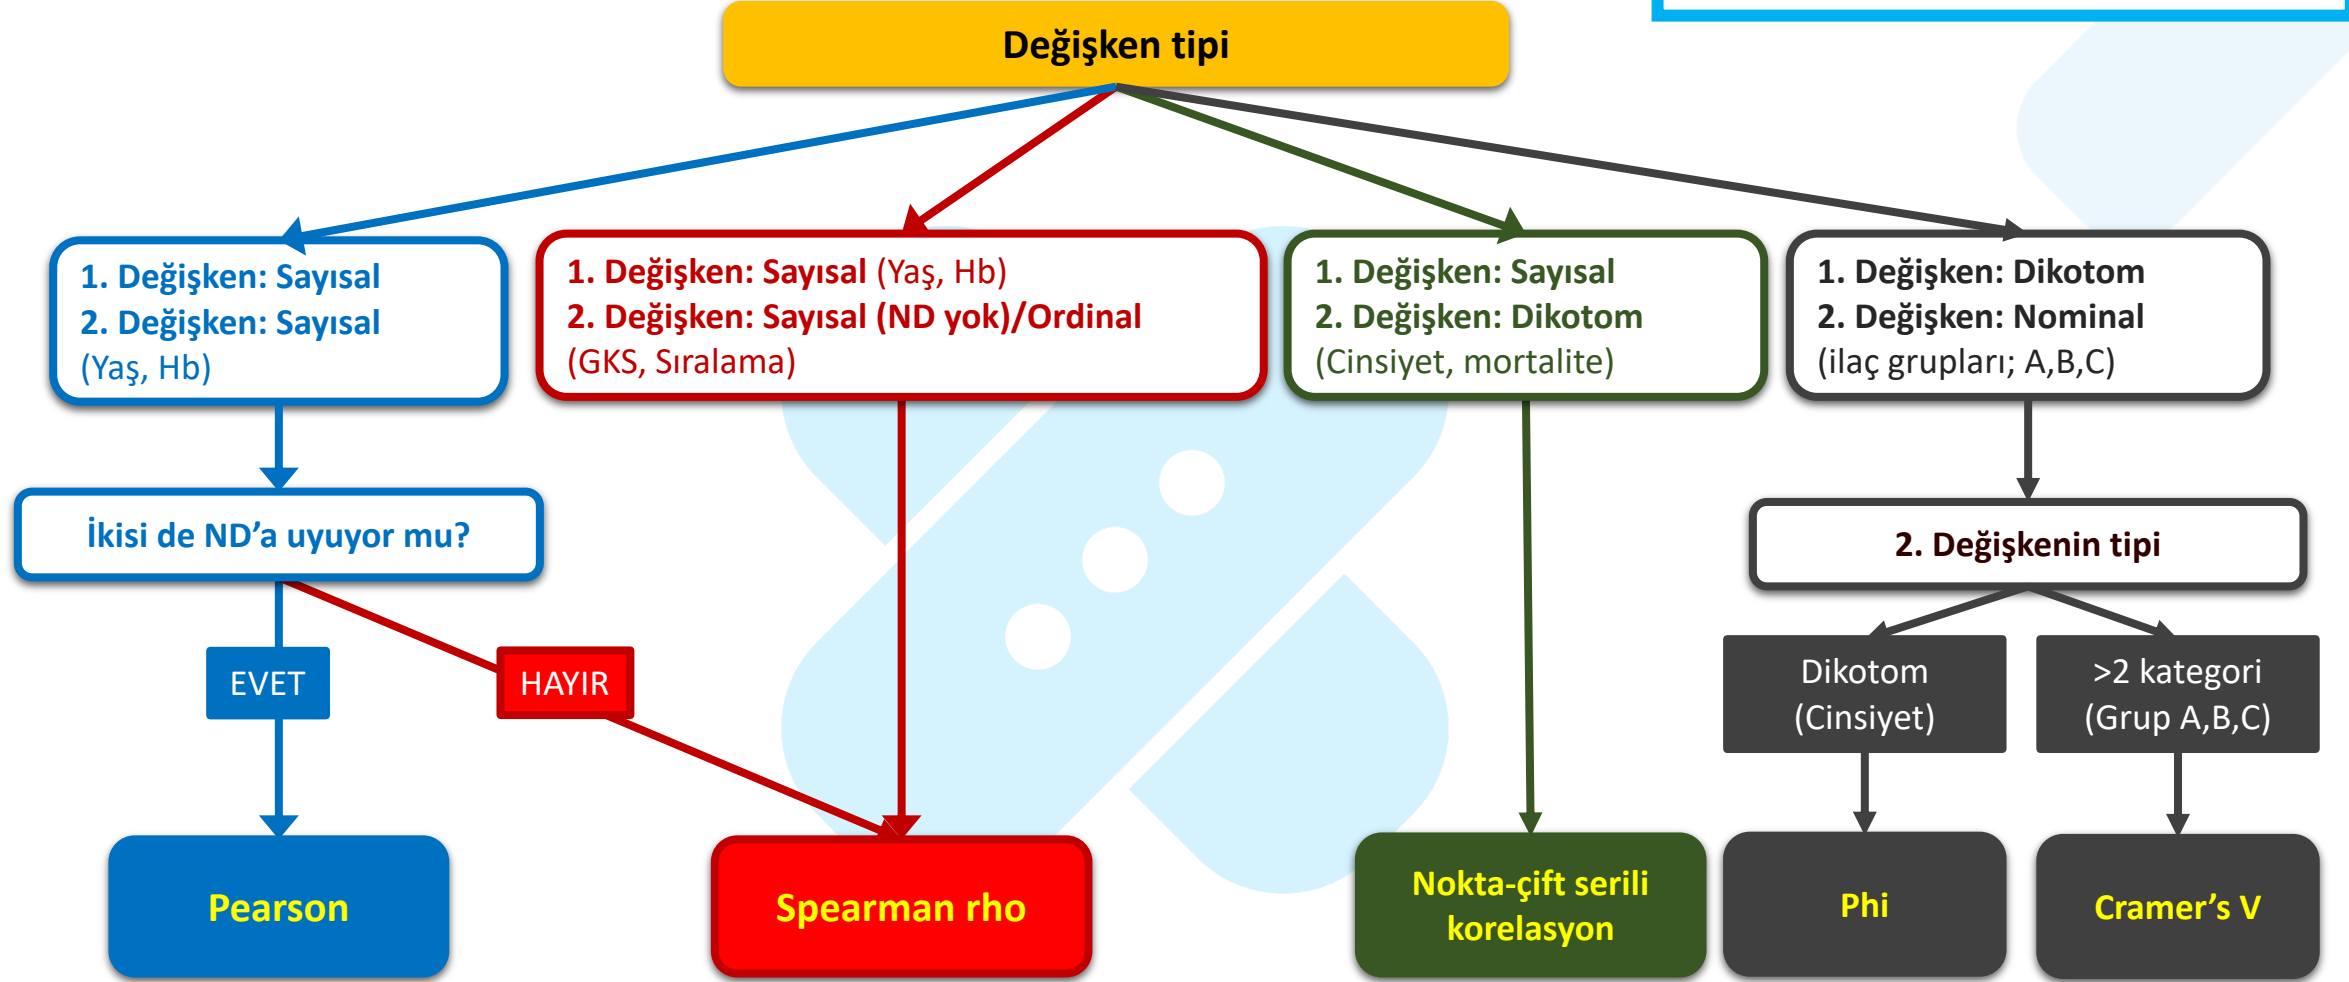 Değişken tipi
1. Değişken: Sayısal
2. Değişken: Sayısal
(Yaş, Hb)
1. Değişken: Sayısal (Yaş, Hb)
2. Değişken: Sayısal (ND yok)/Ordinal
(GKS, Sıralama)
1. Değişken: Sayısal
2. Değişken: Dikotom
(Cinsiyet, mortalite)
1. Değişken: Dikotom
2. Değişken: Nominal
(ilaç grupları; A,B,C)
İkisi de ND’a uyuyor mu?
2. Değişkenin tipi
EVET
HAYIR
Dikotom
(Cinsiyet)
>2 kategori
(Grup A,B,C)
Pearson
Spearman rho
Nokta-çift serili
korelasyon
Phi
Cramer’s V